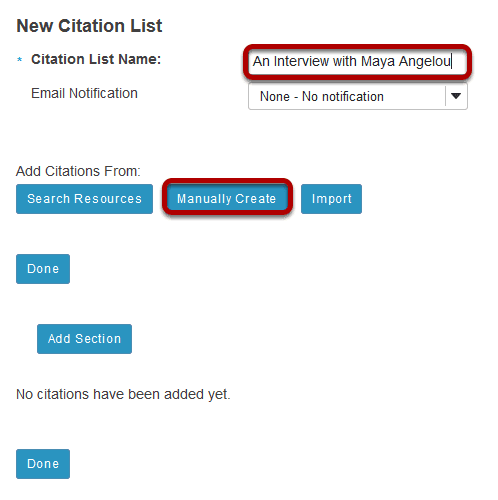 New Citation List
* Citation List Name: An Interview with Maya Angelou
Email Notification None - No notification
Add Citations From:
Search Resources Manually Create Import
Done
Add Section
No citations have been added yet.
Done